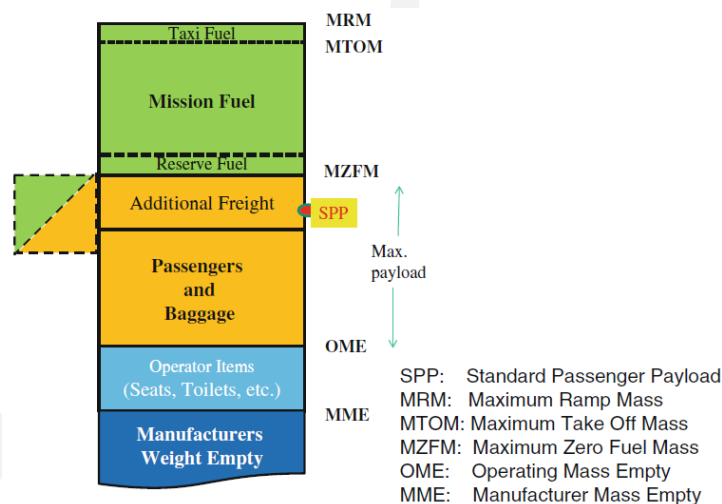 MRM
Taxi Fuel
MTOM
Mission Fuel
Reserve Fuel
MZFM
Additional Freight
SPP
Max.
payload
Passengers
and
Baggage
OME
Operator Items
(Seats, Toilets, etc.)
MME
Manufacturers
Weight Empty
SPP: Standard Passenger Payload
MRM: Maximum Ramp Mass
MTOM: Maximum Take Off Mass
MZFM: Maximum Zero Fuel Mass
OME: Operating Mass Empty
MME: Manufacturer Mass Empty